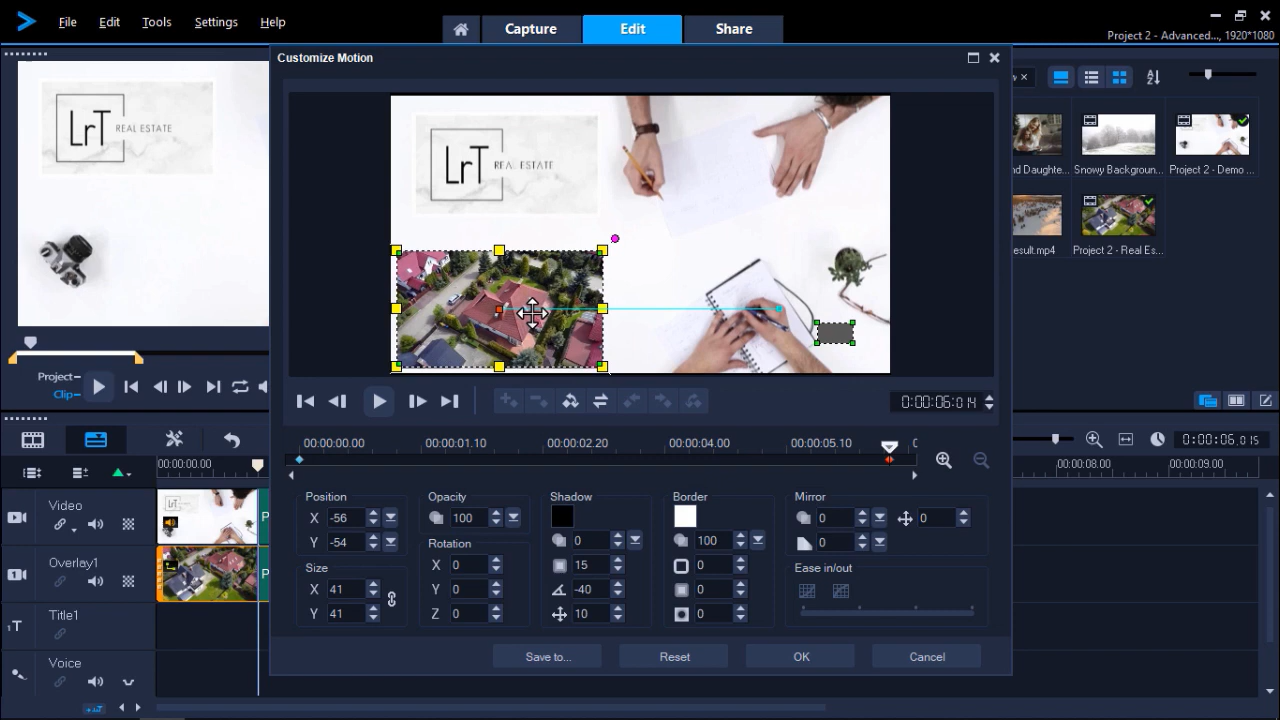 File Edit Tools Settings Help
Capture Edit Share
Project 2 - Advanced..., 1920*1080
Customize Motion
LrT REAL ESTATE
LrT REAL ESTATE
nd Daughte... Snowy Backgroun... Project 2 - Demo ...
esult.mp4 Project 2 - Real Es...
Project-
Clip-
0:00:06.014
0:00:06.015
00:00:00.00 00:00:01.10 00:00:02.20 00:00:04.00 00:00:05.10
00:00:00.00 00:00:08.00 00:00:09.00
Position
X -56
Y -54
Size
X 41
Y 41
Opacity
100
Rotation
X 0
Y 0
Z 0
Shadow
0
15
-40
10
Border
100
0
0
0
Mirror
0 0
0
Ease in/out
Video
Overlay1
Title1
Voice
Save to... Reset OK Cancel